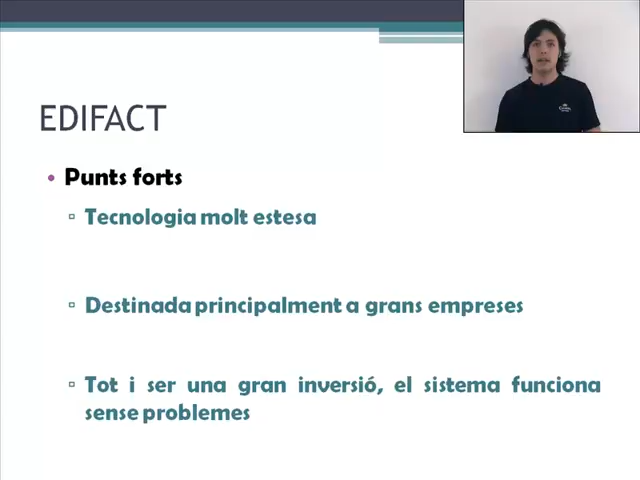 EDIFACT
• Punts forts
▫ Tecnologia molt estesa
▫ Destinada principalment a grans empreses
▫ Tot i ser una gran inversió, el sistema funciona
sense problemes